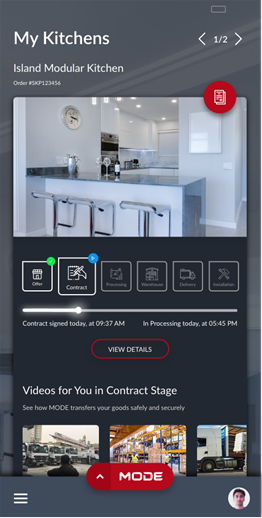 My Kitchens
1/2
Island Modular Kitchen
Order #SKP123456
Offer
Contract
Processing
Warehouse
Delivery
Installation
Contract signed today, at 09:37 AM
In Processing today, at 05:45 PM
VIEW DETAILS
Videos for You in Contract Stage
See how MODE transfers your goods safely and securely
MODE